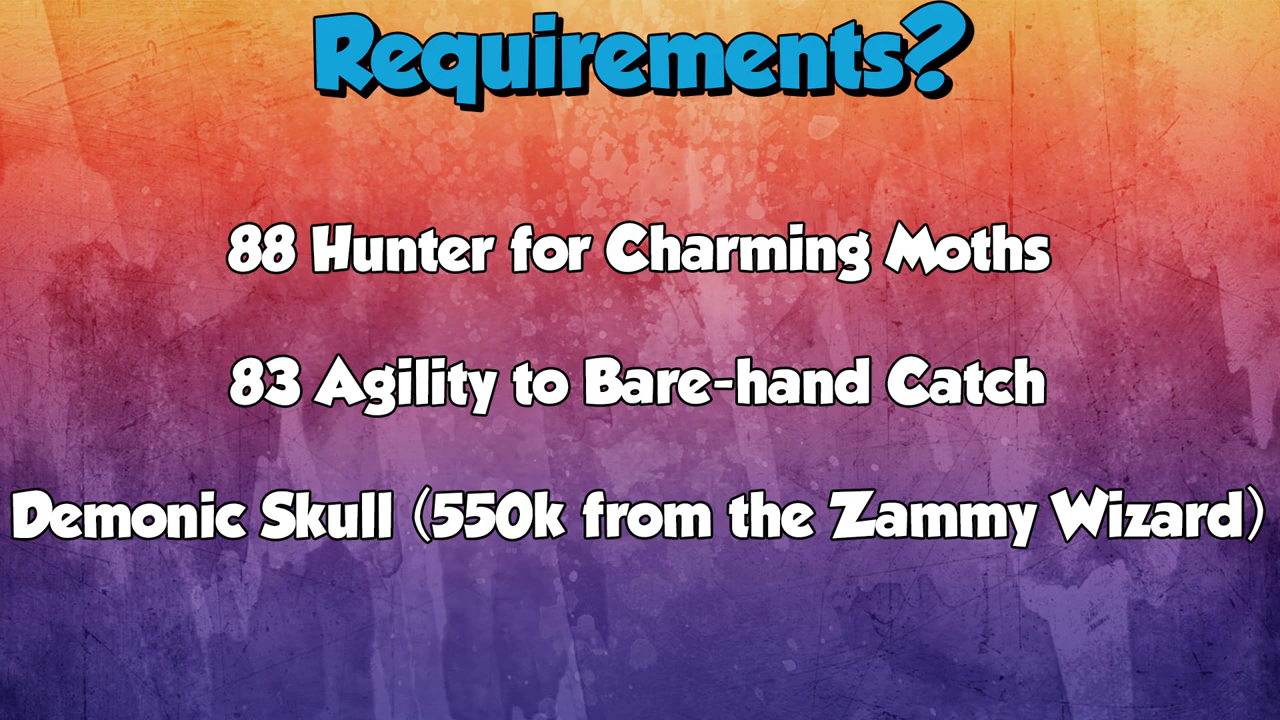 Requirements?
88 Hunter for Charming Moths
83 Agility to Bare-hand Catch
Demonic Skull (550k from the Zammy Wizard)